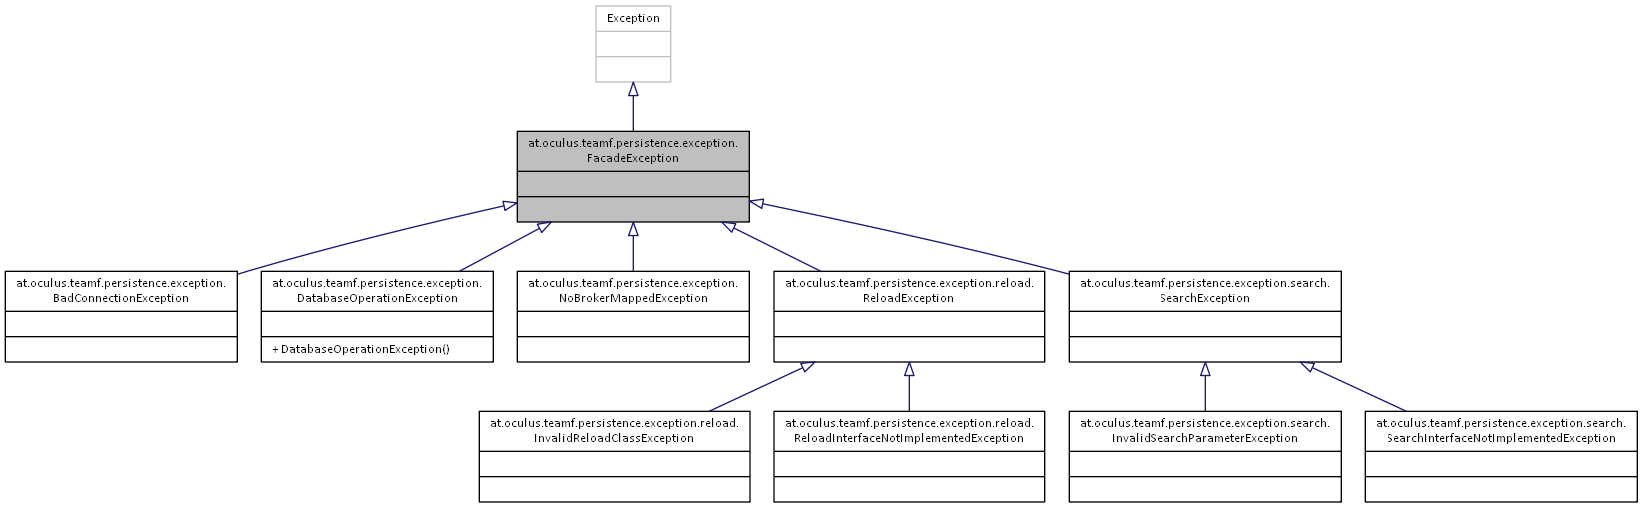 Exception
at.oculus.teamf.persistence.exception.
FacadeException
at.oculus.teamf.persistence.exception.
BadConnectionException
at.oculus.teamf.persistence.exception.
DatabaseOperationException
+ DatabaseOperationException()
at.oculus.teamf.persistence.exception.
NoBrokerMappedException
at.oculus.teamf.persistence.exception.reload.
ReloadException
at.oculus.teamf.persistence.exception.search.
SearchException
at.oculus.teamf.persistence.exception.reload.
InvalidReloadClassException
at.oculus.teamf.persistence.exception.reload.
ReloadInterfaceNotImplementedException
at.oculus.teamf.persistence.exception.search.
InvalidSearchParameterException
at.oculus.teamf.persistence.exception.search.
SearchInterfaceNotImplementedException